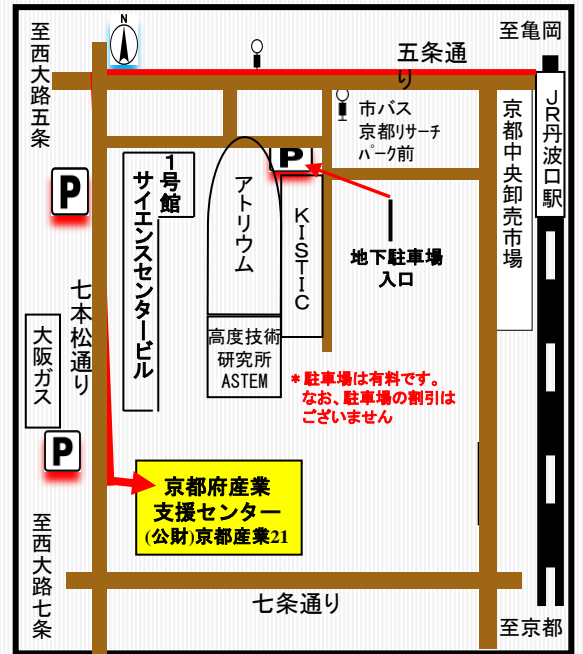 N
至亀岡
五条通り
至西大路五条
市バス
京都リサーチ
パーク前
JR丹波口駅
京都中央卸売市場
P
1号館
サイエンスセンタービル
アトリウム
P
KISTIC
地下駐車場
入口
七本松通り
大阪ガス
高度技術
研究所
ASTEM
*駐車場は有料です。
なお、駐車場の割引は
ございません
P
京都府産業
支援センター
(公財)京都産業21
至西大路七条
七条通り
至京都